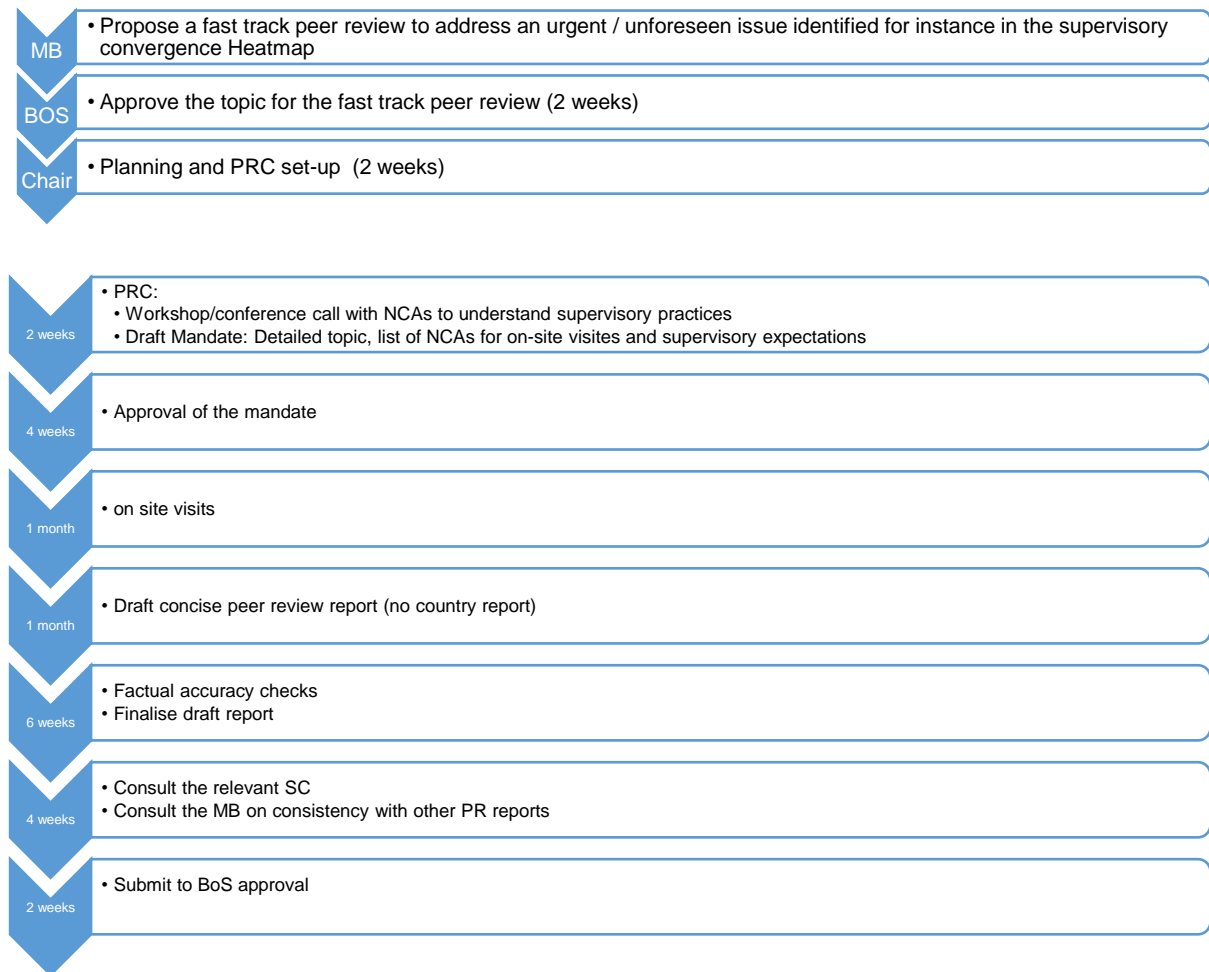 MB
• Propose a fast track peer review to address an urgent / unforeseen issue identified for instance in the supervisory
convergence Heatmap
BOS
• Approve the topic for the fast track peer review (2 weeks)
Chair
• Planning and PRC set-up (2 weeks)
2 weeks
• PRC:
• Workshop/conference call with NCAs to understand supervisory practices
• Draft Mandate: Detailed topic, list of NCAs for on-site visites and supervisory expectations
4 weeks
• Approval of the mandate
1 month
• on site visits
1 month
• Draft concise peer review report (no country report)
6 weeks
• Factual accuracy checks
• Finalise draft report
4 weeks
• Consult the relevant SC
• Consult the MB on consistency with other PR reports
2 weeks
• Submit to BoS approval